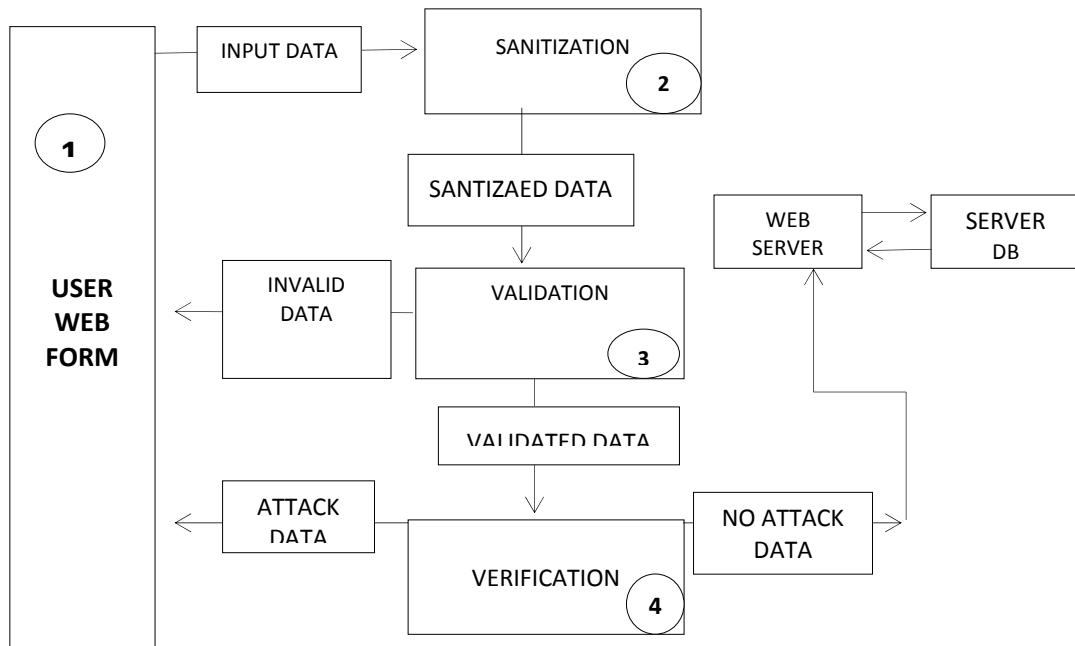 INPUT DATA
SANITIZATION
2
1
SANTIZAED DATA
WEB
SERVER
SERVER
DB
USER
WEB
FORM
INVALID
DATA
VALIDATION
3
VALIDATED DATA
ATTACK
DATA
NO ATTACK
DATA
VERIFICATION
4